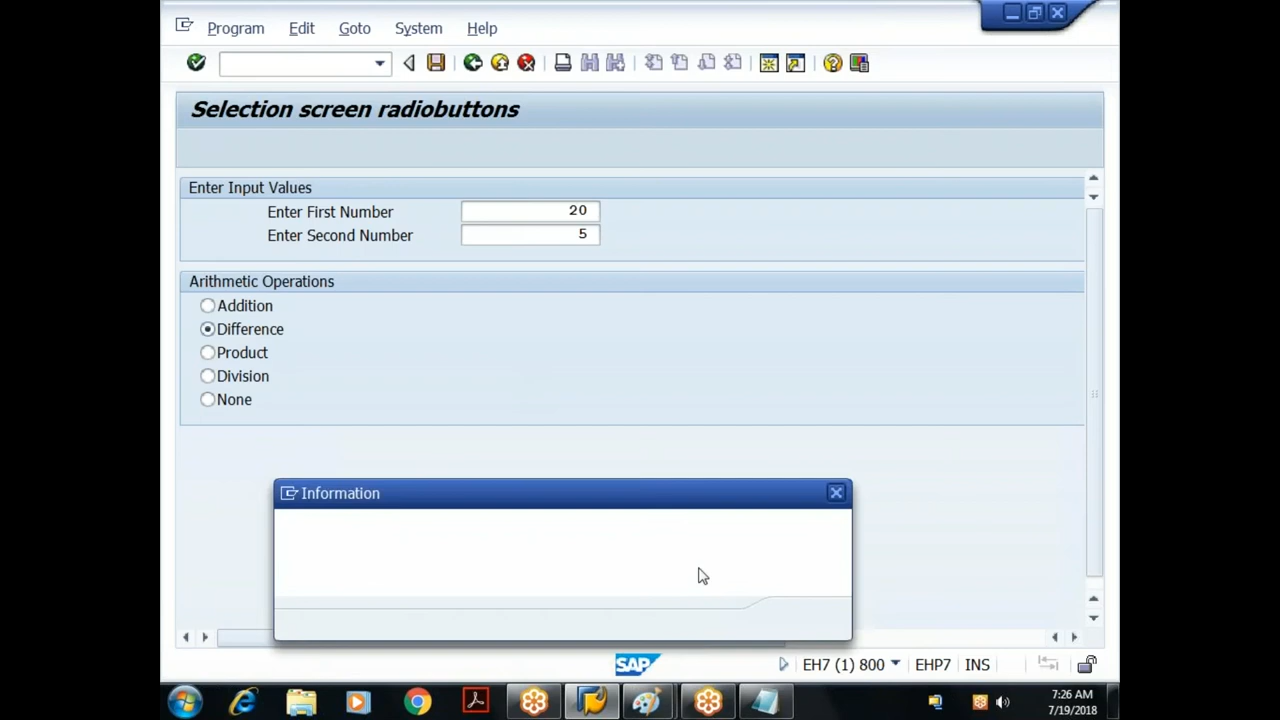 Program Edit Goto System Help
Selection screen radiobuttons
Enter Input Values
Enter First Number 20
Enter Second Number 5
Arithmetic Operations
Addition
Difference
Product
Division
None
Information
SAP EH7 (1) 800 EHP7 INS
7:26 AM
7/19/2018